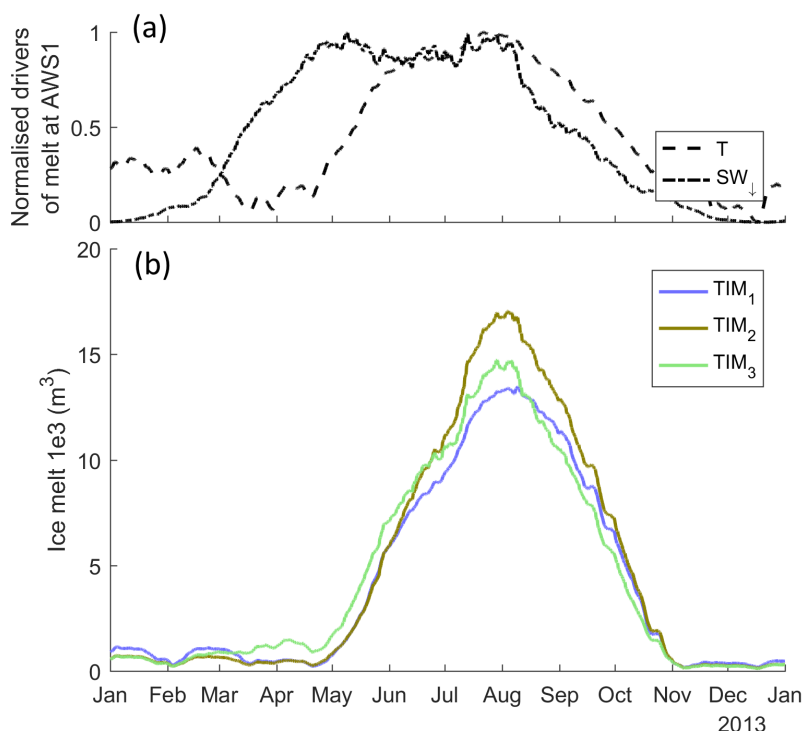 (a)
Normalised drivers
of melt at AWS1
1
0.5
0
T
SW↓
(b)
Ice melt 1e3 (m³)
20
15
10
5
0
TIM₁
TIM₂
TIM₃
Jan Feb Mar Apr May Jun Jul Aug Sep Oct Nov Dec Jan
2013